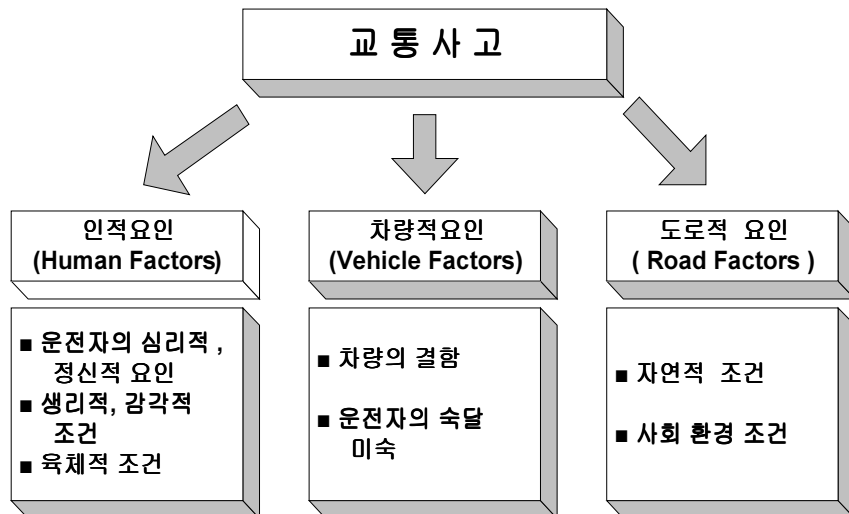 교 통 사 고
인적요인
(Human Factors)
■ 운전자의 심리적 ,
정신적 요인
■ 생리적, 감각적
조건
■ 육체적 조건
차량적요인
(Vehicle Factors)
■ 차량의 결함
■ 운전자의 숙달
미숙
도로적 요인
( Road Factors )
■ 자연적 조건
■ 사회 환경 조건